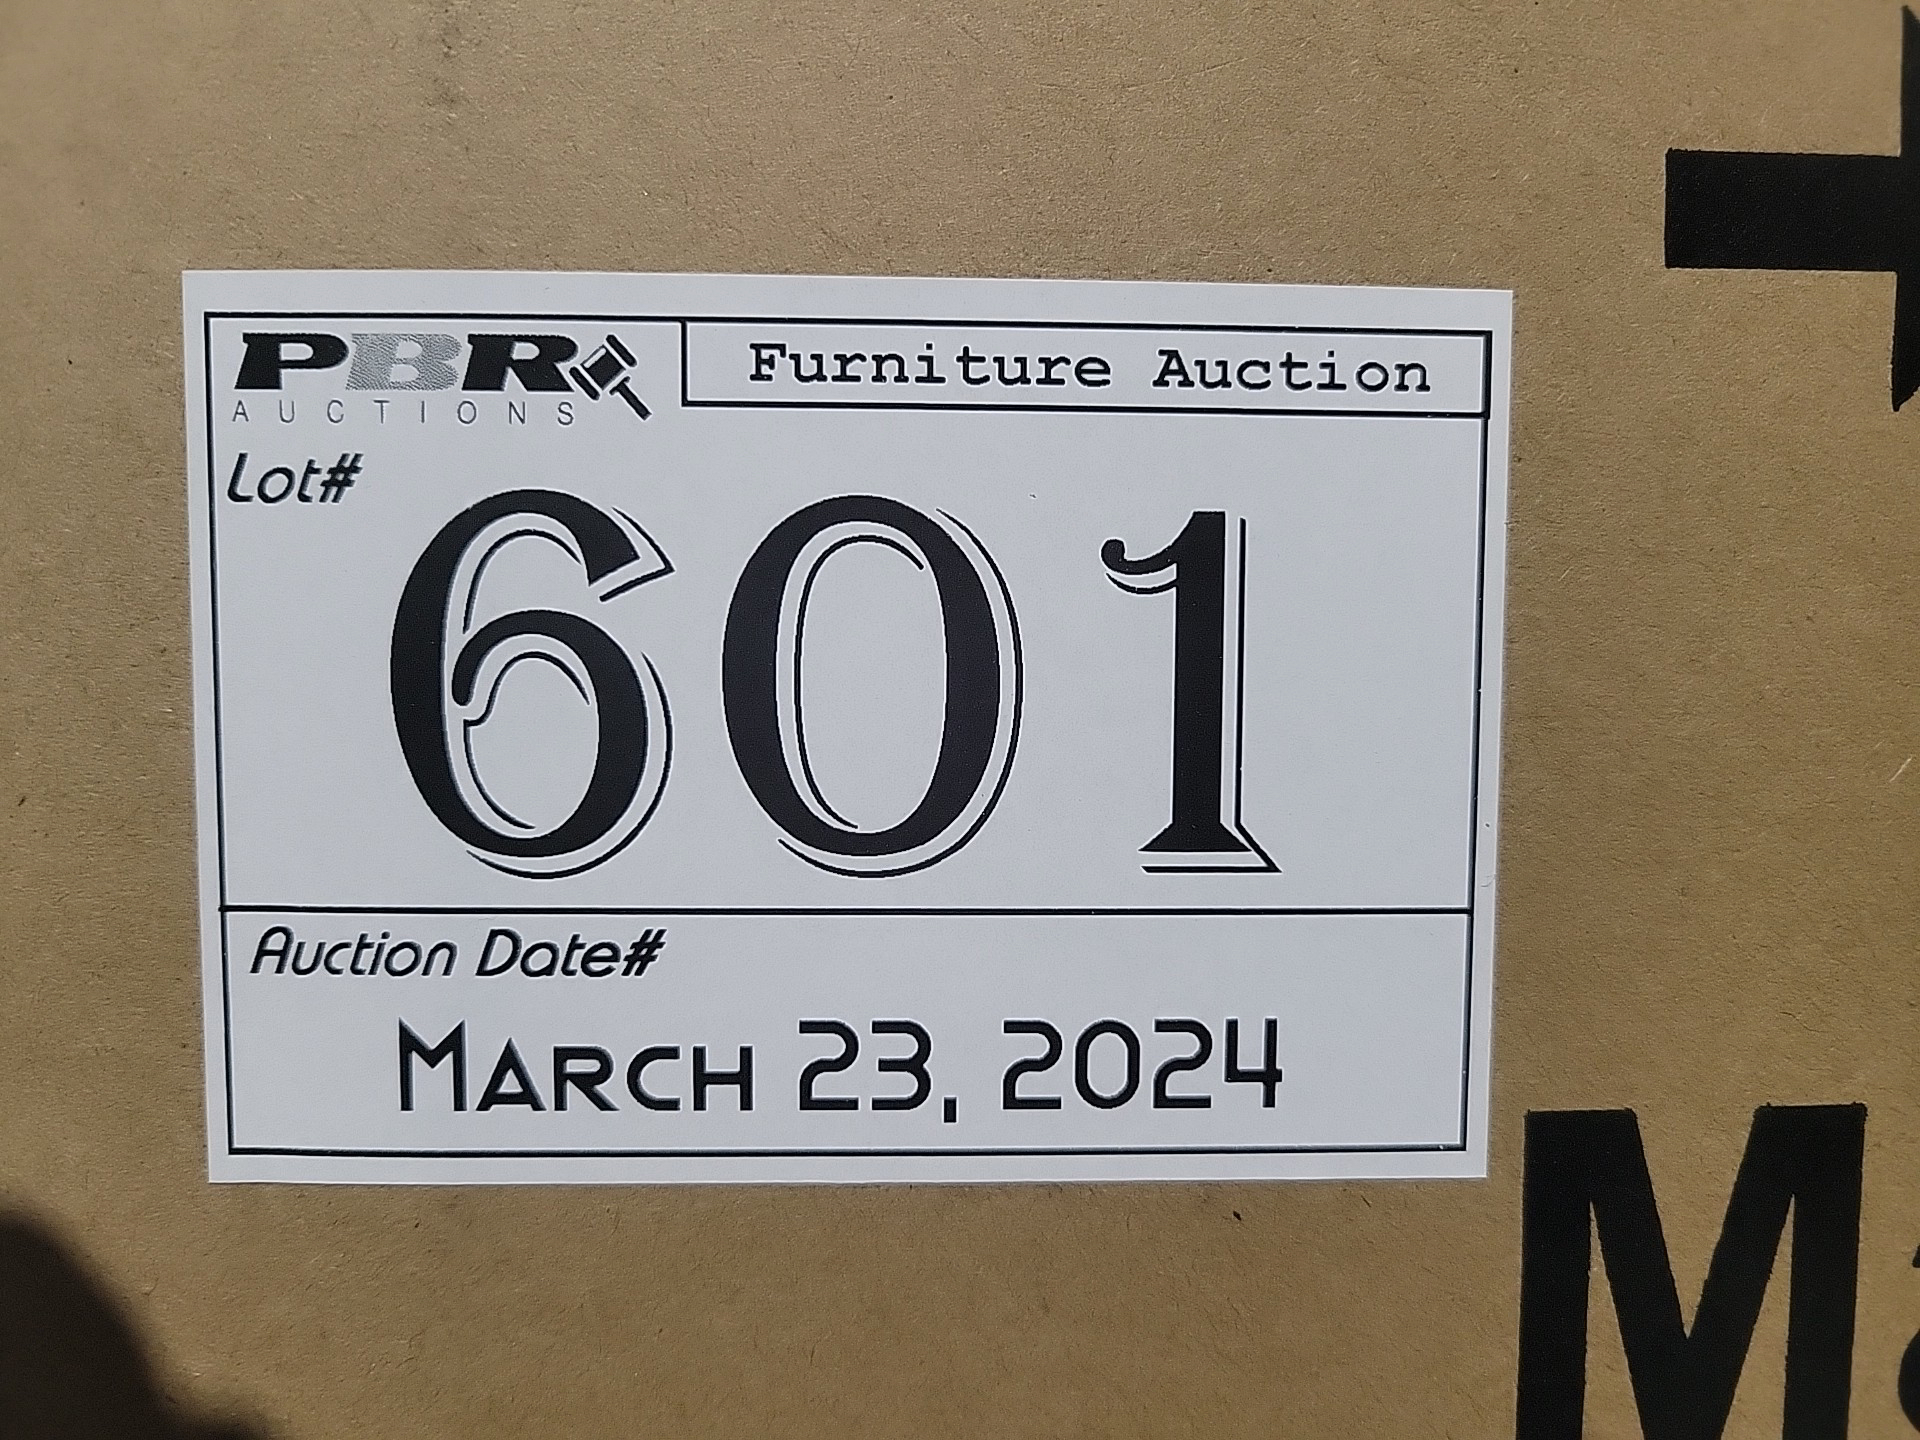 PBR
AUCTIONS
Furniture Auction
Lot#
601
Auction Date#
MARCH 23, 2024